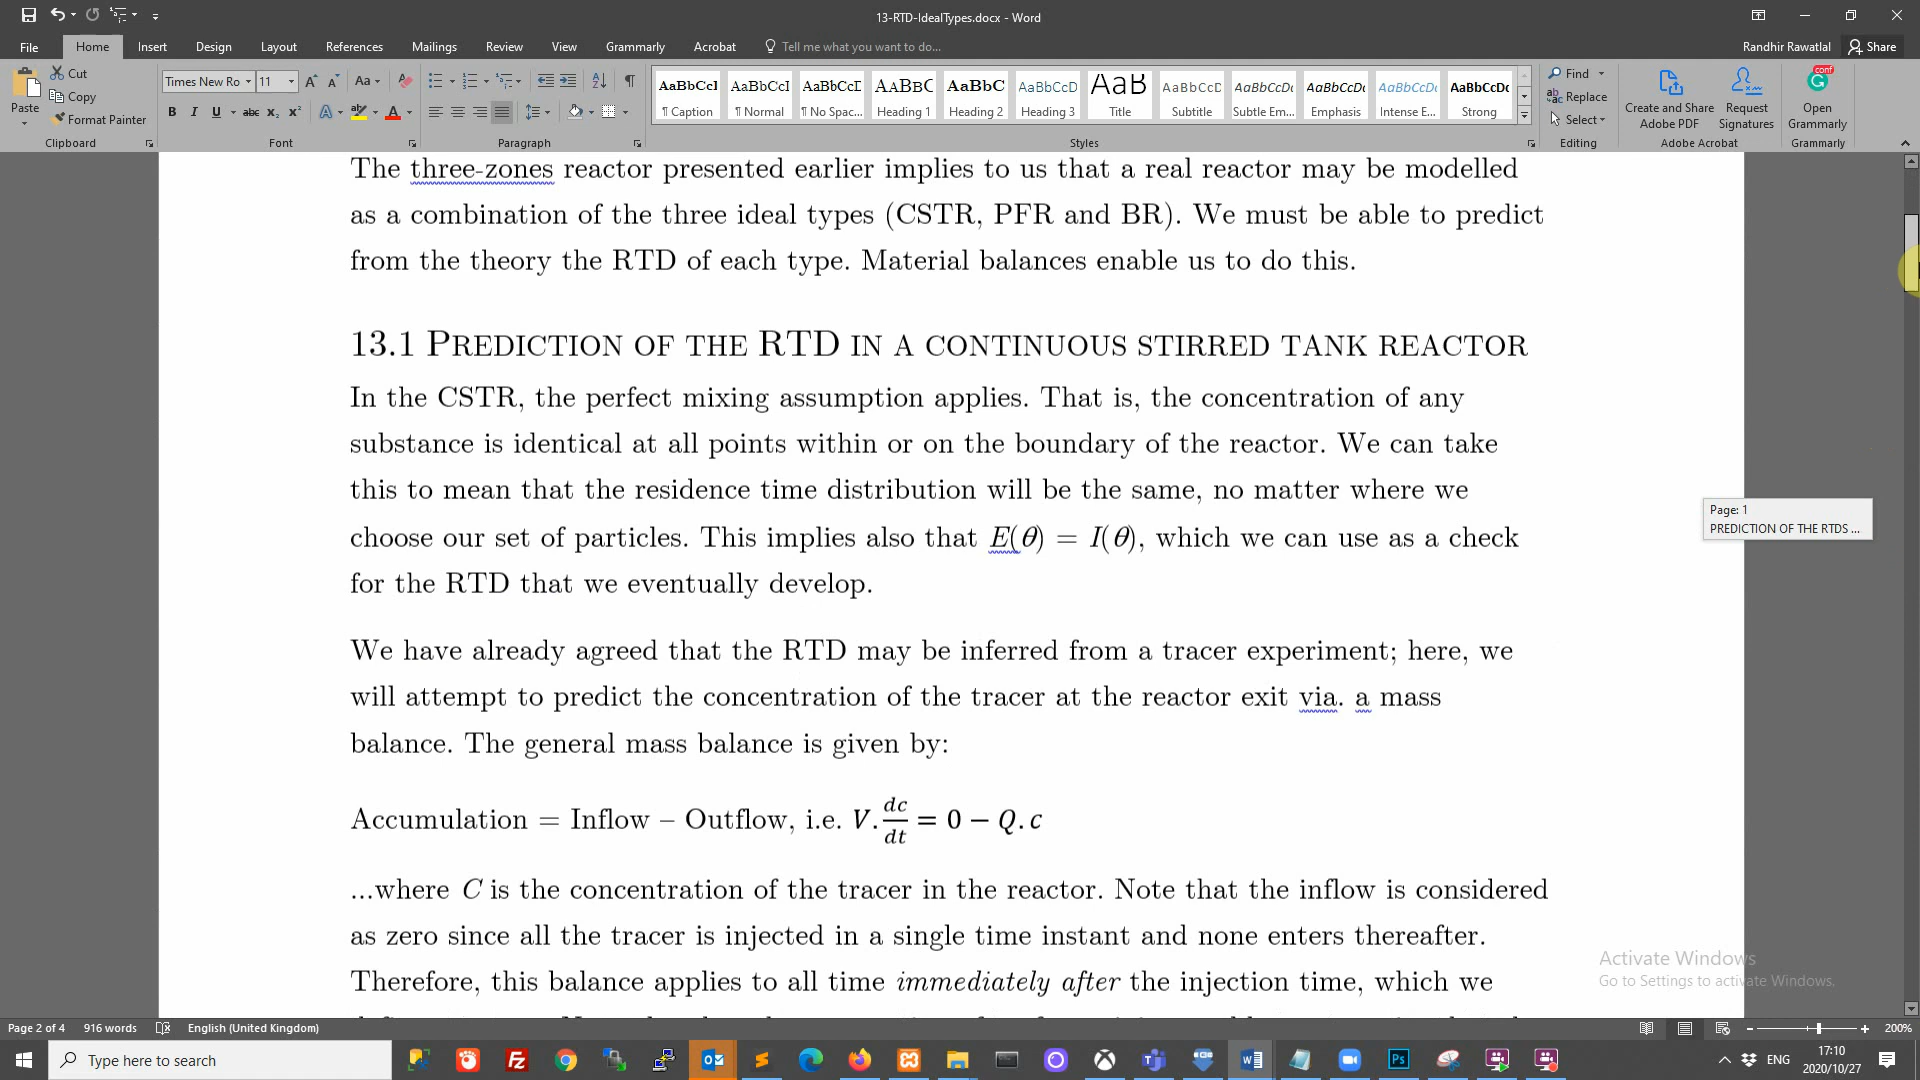 13-RTD-IdealTypes.docx - Word
File Home Insert Design Layout References Mailings Review View Grammarly Acrobat Tell me what you want to do... Randhir Rawatlal Share
Paste Cut Copy Format Painter
Times New Ro 11
AaBbCcI AaBbCcI AaBbCcI AABBC AaBbC AaBbCcD AaB AaBbCcD AaBbCcDc AaBbCcDc AaBbCcDc AaBbCcDc
¶ Caption ¶ Normal ¶ No Spac... Heading 1 Heading 2 Heading 3 Title Subtitle Subtle Em... Emphasis Intense E... Strong
Find Replace Select
Create and Share Adobe PDF Request Signatures Open Grammarly
Clipboard Font Paragraph Styles Editing Adobe Acrobat Grammarly
The three-zones reactor presented earlier implies to us that a real reactor may be modelled
as a combination of the three ideal types (CSTR, PFR and BR). We must be able to predict
from the theory the RTD of each type. Material balances enable us to do this.
13.1 PREDICTION OF THE RTD IN A CONTINUOUS STIRRED TANK REACTOR
In the CSTR, the perfect mixing assumption applies. That is, the concentration of any
substance is identical at all points within or on the boundary of the reactor. We can take
this to mean that the residence time distribution will be the same, no matter where we
choose our set of particles. This implies also that E(θ) = I(θ), which we can use as a check
for the RTD that we eventually develop.
Page: 1
PREDICTION OF THE RTDS ...
We have already agreed that the RTD may be inferred from a tracer experiment; here, we
will attempt to predict the concentration of the tracer at the reactor exit via. a mass
balance. The general mass balance is given by:
Accumulation = Inflow – Outflow, i.e. V.dc/dt = 0 − Q.c
...where C is the concentration of the tracer in the reactor. Note that the inflow is considered
as zero since all the tracer is injected in a single time instant and none enters thereafter.
Therefore, this balance applies to all time immediately after the injection time, which we
Activate Windows
Go to Settings to activate Windows.
Page 2 of 4 916 words English (United Kingdom) 200%
Type here to search
ENG
17:10
2020/10/27